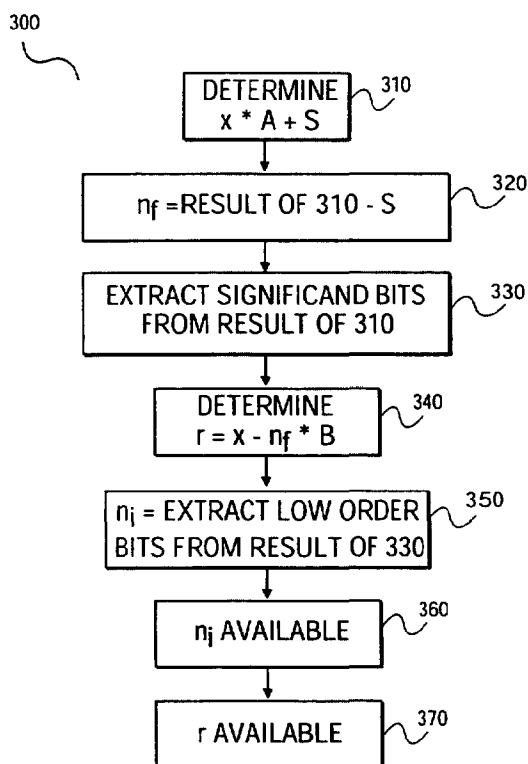 300
DETERMINE
x * A + S
310
nf =RESULT OF 310 - S
320
EXTRACT SIGNIFICAND BITS
FROM RESULT OF 310
330
DETERMINE
r = x - nf * B
340
ni = EXTRACT LOW ORDER
BITS FROM RESULT OF 330
350
ni AVAILABLE
360
r AVAILABLE
370